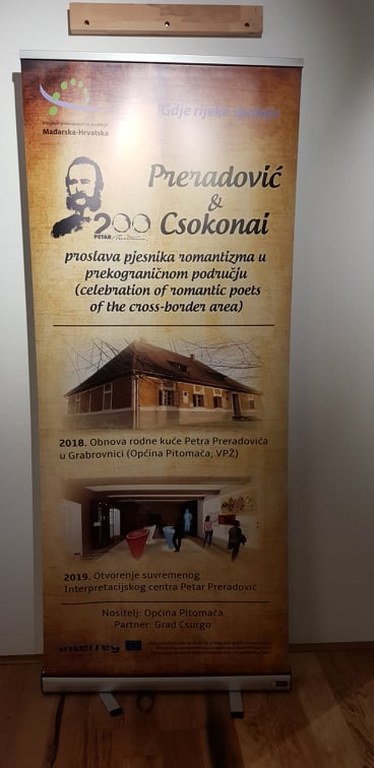 Gdje rijeke spajaju
Mađarska-Hrvatska
Preradović
&
Csokonai
200
PETAR
proslava pjesnika romantizma u
prekograničnom području
(celebration of romantic poets
of the cross-border area)
2018. Obnova rodne kuće Petra Preradovića
u Grabrovnici (Općina Pitomača, VPŽ)
2019. Otvorenje suvremenog
Interpretacijskog centra Petar Preradović
Nositelj: Općina Pitomača
Partner: Grad Csurgo
Interreg